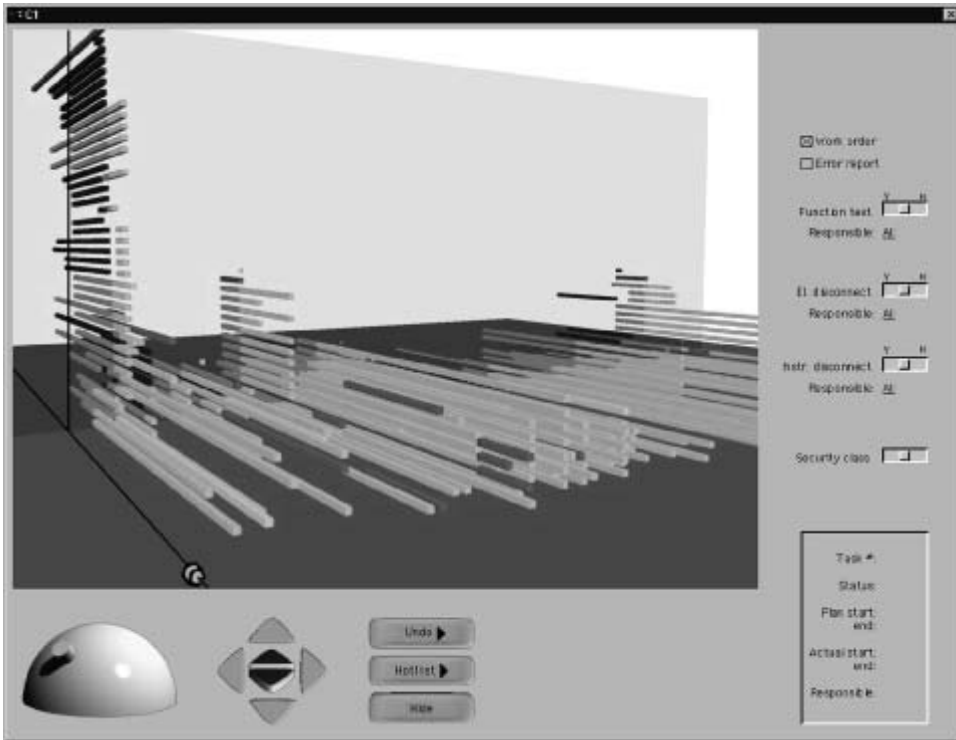 Work order
Error report
Y N
Function test:
Responsible: All
Y N
El. disconnect:
Responsible: All
Y N
Instr. disconnect:
Responsible: All
Security class:
Task #:
Status:
Plan start:
end:
Actual start:
end:
Responsible:
Undo
Hotlist
Hide